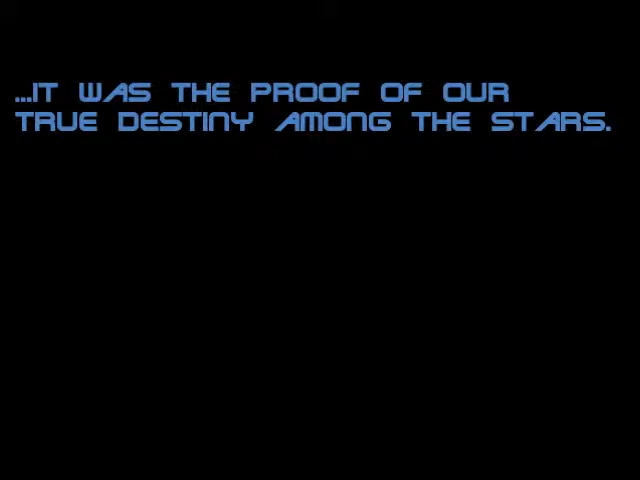 ...IT WAS THE PROOF OF OUR
TRUE DESTINY AMONG THE STARS.